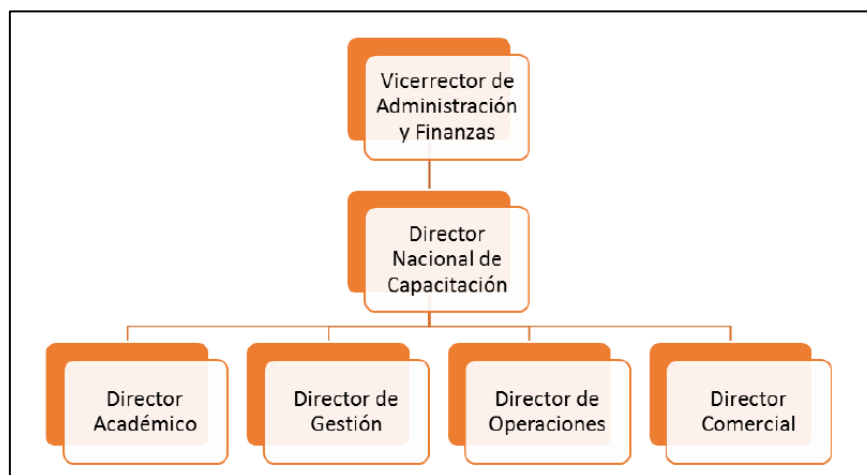 Vicerrector de
Administración
y Finanzas
Director
Nacional de
Capacitación
Director
Académico
Director de
Gestión
Director de
Operaciones
Director
Comercial